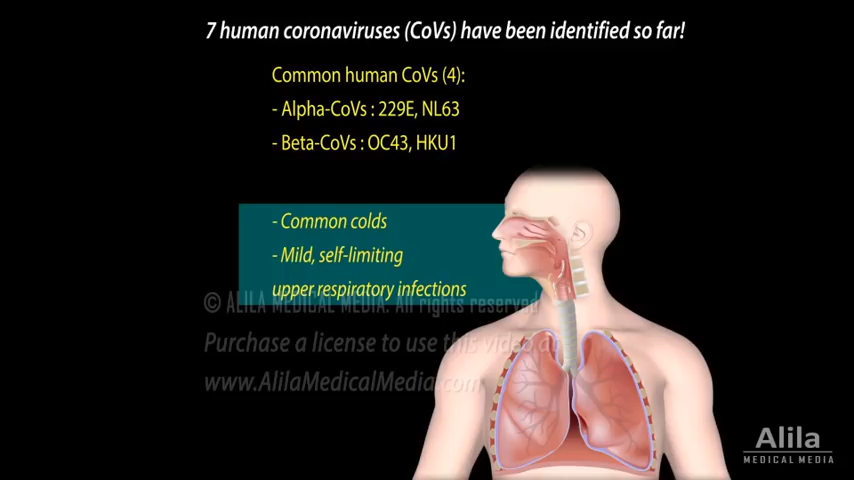 7 human coronaviruses (CoVs) have been identified so far!
Common human CoVs (4):
- Alpha-CoVs : 229E, NL63
- Beta-CoVs : OC43, HKU1
- Common colds
- Mild, self-limiting
upper respiratory infections
© ALILA MEDICAL MEDIA. All rights reserved
Purchase a license to use this video at
www.AlilaMedicalMedia.com
Alila
MEDICAL MEDIA